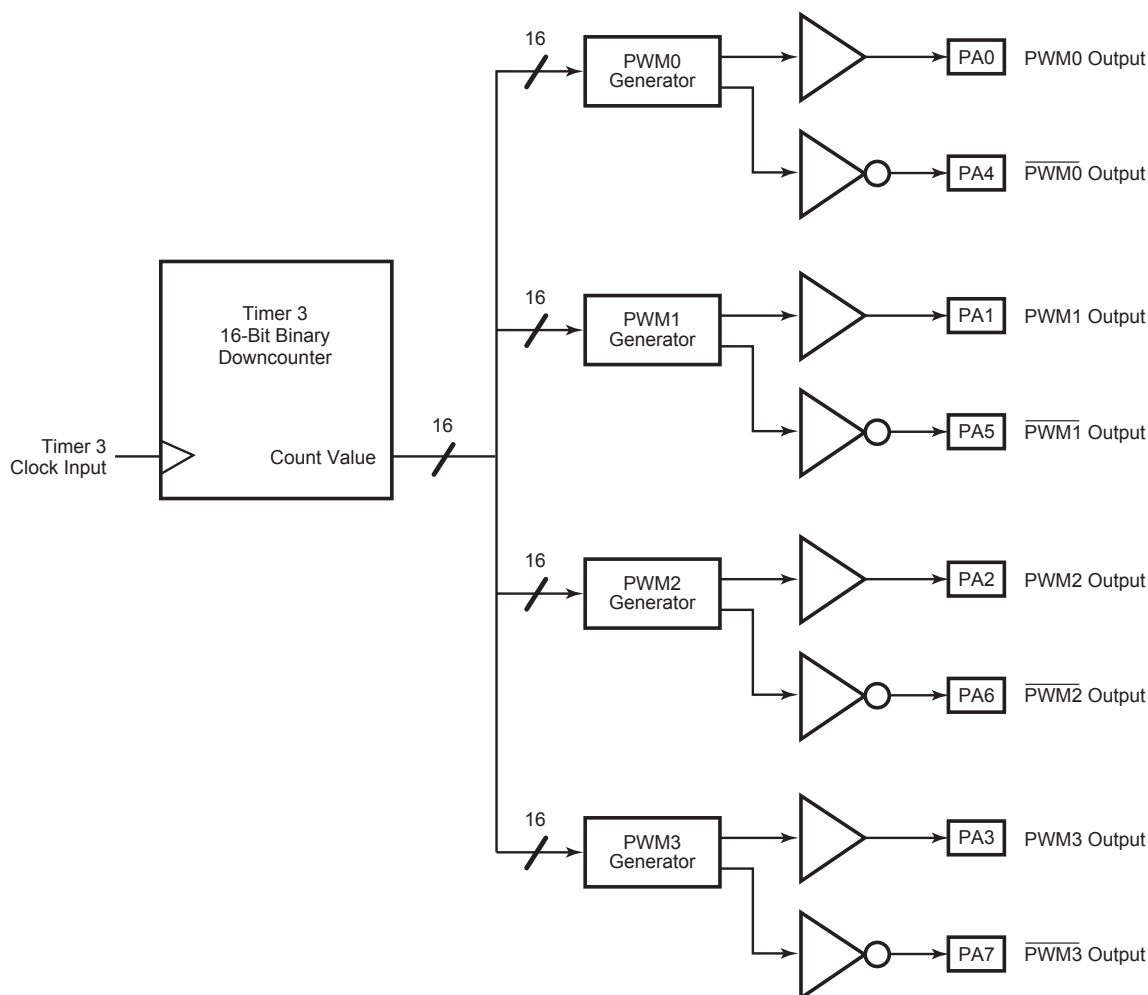 16
PWM0
Generator
PA0
PWM0 Output
PA4
PWM0 Output
Timer 3
16-Bit Binary
Downcounter
Timer 3
Clock Input
Count Value
16
16
PWM1
Generator
PA1
PWM1 Output
PA5
PWM1 Output
16
PWM2
Generator
PA2
PWM2 Output
PA6
PWM2 Output
16
PWM3
Generator
PA3
PWM3 Output
PA7
PWM3 Output